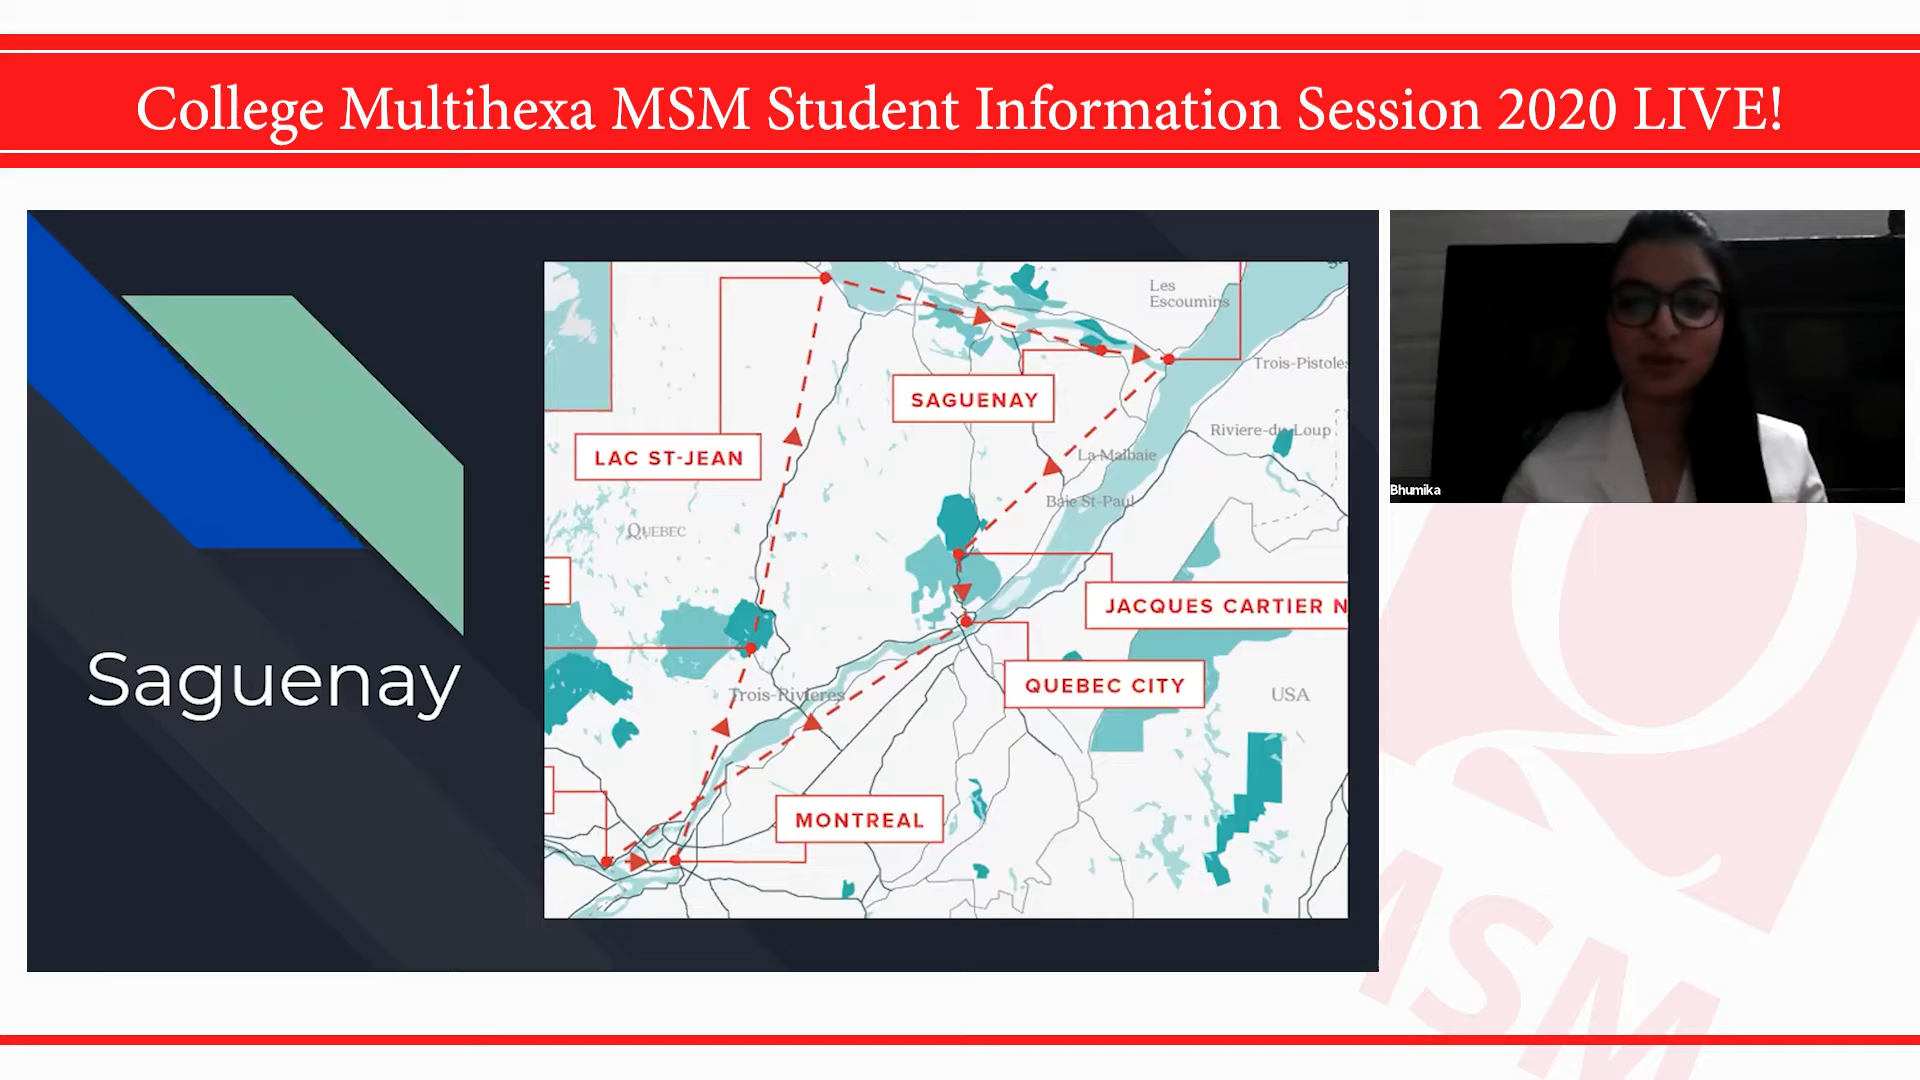 College Multihexa MSM Student Information Session 2020 LIVE!
Saguenay
Les
Escoumins
Trois-Pistoles
SAGUENAY
Riviere-du-Loup
LAC ST-JEAN
La Malbaie
Baie St-Paul
QUEBEC
E
JACQUES CARTIER N
QUEBEC CITY
Trois-Rivieres
USA
MONTREAL
Bhumika
MSM